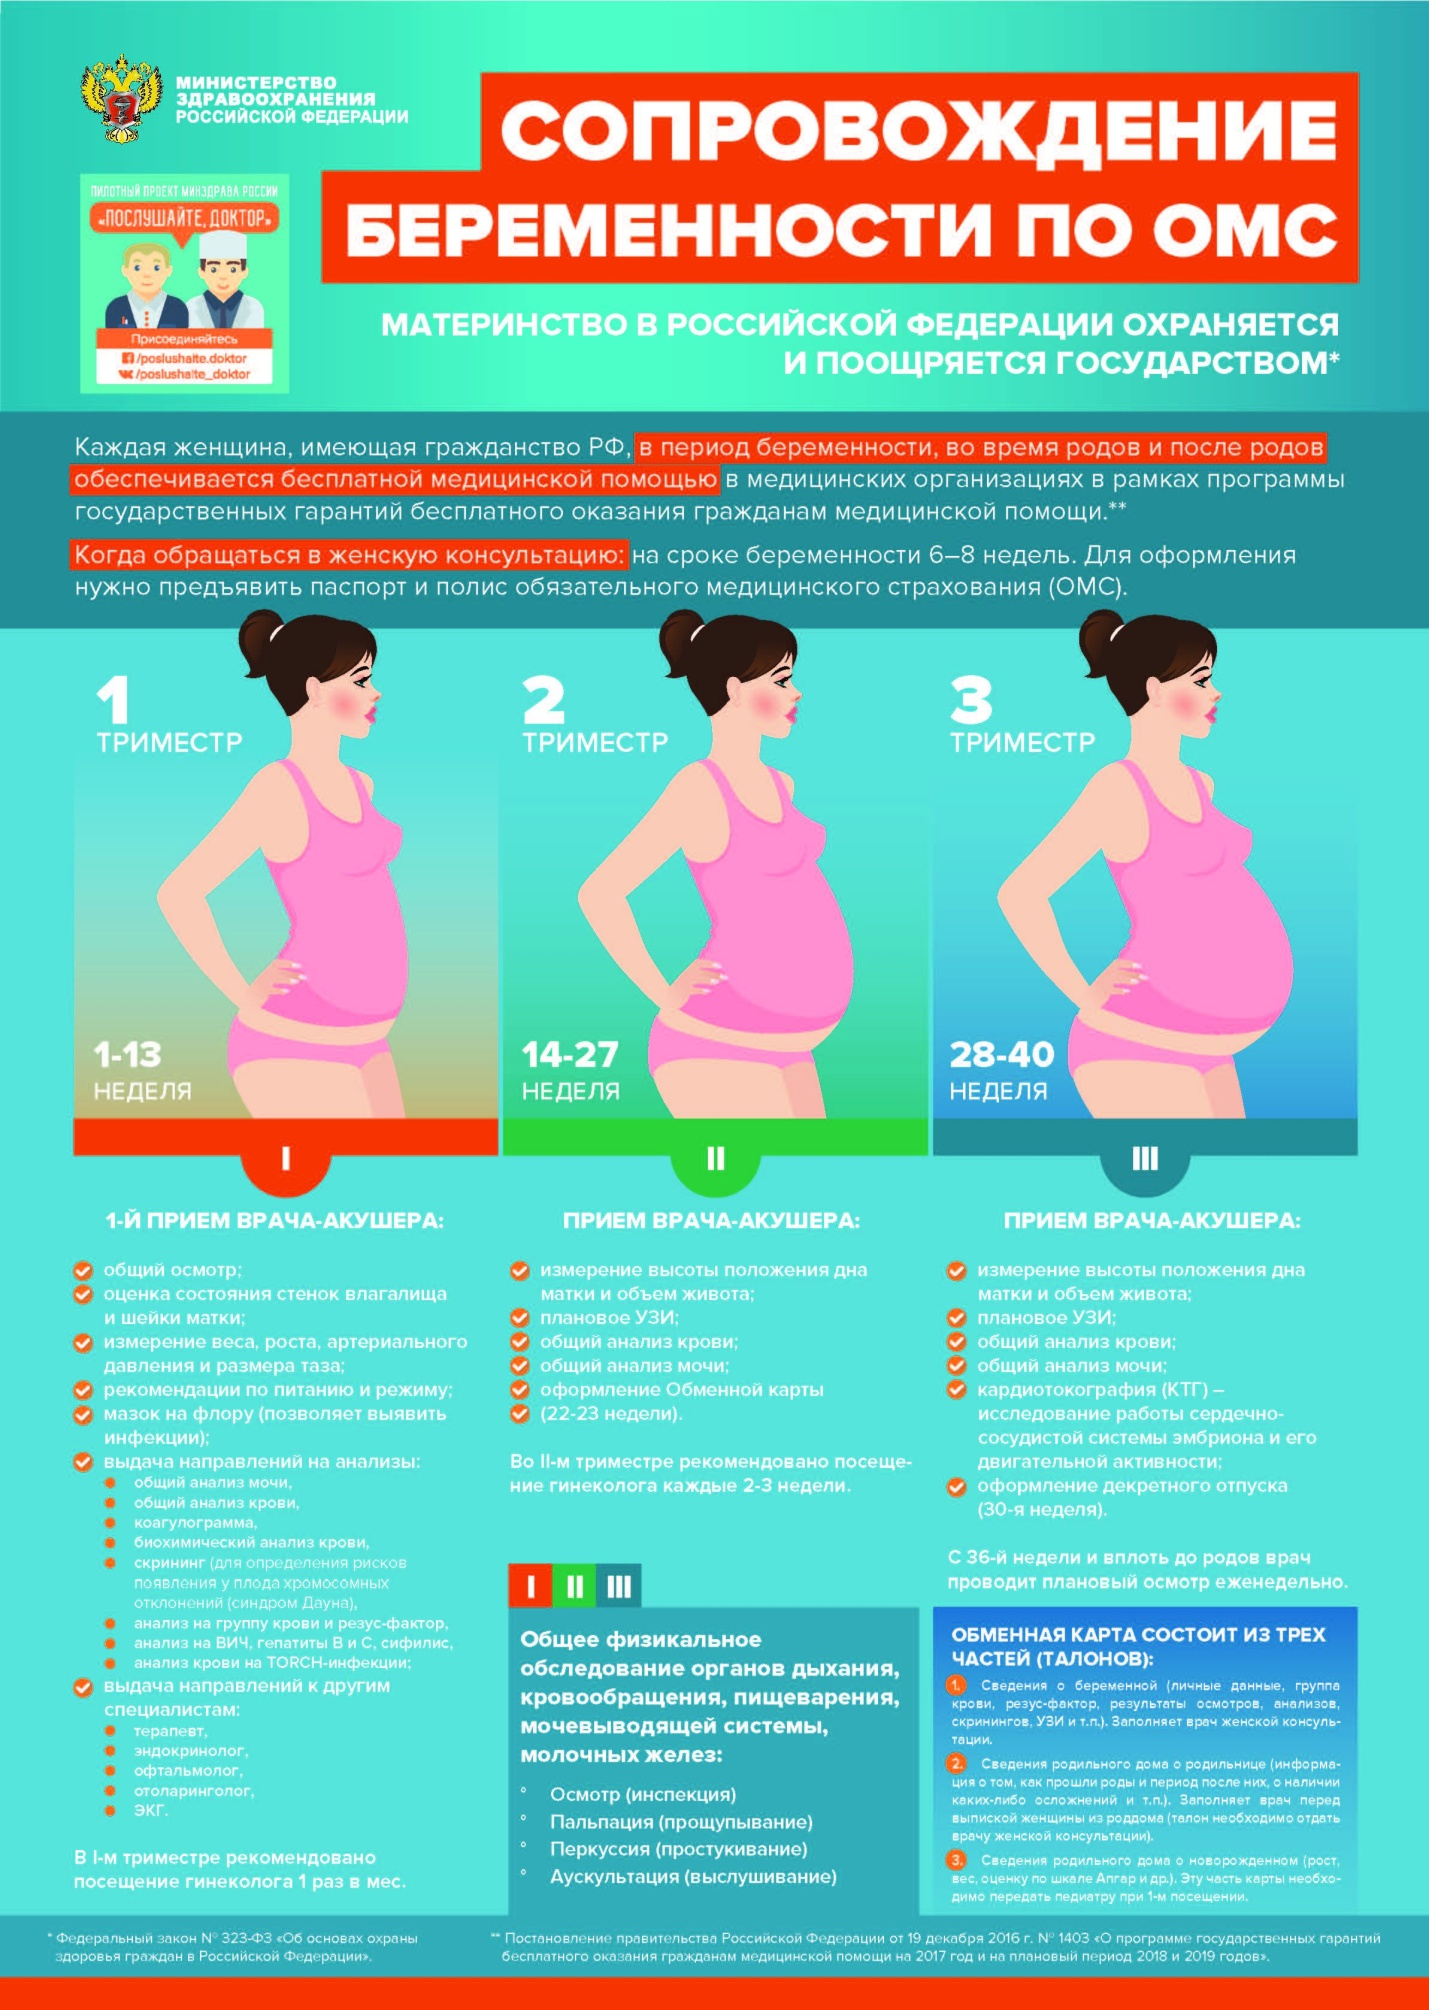 МИНИСТЕРСТВО
ЗДРАВООХРАНЕНИЯ
РОССИЙСКОЙ ФЕДЕРАЦИИ
ПИЛОТНЫЙ ПРОЕКТ МИНЗДРАВА РОССИИ
«ПОСЛУШАЙТЕ, ДОКТОР»
Присоединяйтесь
/poslushaite.doktor
/poslushaite_doktor
СОПРОВОЖДЕНИЕ
БЕРЕМЕННОСТИ ПО ОМС
МАТЕРИНСТВО В РОССИЙСКОЙ ФЕДЕРАЦИИ ОХРАНЯЕТСЯ
И ПООЩРЯЕТСЯ ГОСУДАРСТВОМ*
Каждая женщина, имеющая гражданство РФ, в период беременности, во время родов и после родов
обеспечивается бесплатной медицинской помощью в медицинских организациях в рамках программы
государственных гарантий бесплатного оказания гражданам медицинской помощи.**
Когда обращаться в женскую консультацию: на сроке беременности 6–8 недель. Для оформления
нужно предъявить паспорт и полис обязательного медицинского страхования (ОМС).
1
ТРИМЕСТР
1-13
НЕДЕЛЯ
I
2
ТРИМЕСТР
14-27
НЕДЕЛЯ
II
3
ТРИМЕСТР
28-40
НЕДЕЛЯ
III
1-Й ПРИЕМ ВРАЧА-АКУШЕРА:
общий осмотр;
оценка состояния стенок влагалища
и шейки матки;
измерение веса, роста, артериального
давления и размера таза;
рекомендации по питанию и режиму;
мазок на флору (позволяет выявить
инфекции);
выдача направлений на анализы:
общий анализ мочи,
общий анализ крови,
коагулограмма,
биохимический анализ крови,
скрининг (для определения рисков
появления у плода хромосомных
отклонений (синдром Дауна),
анализ на группу крови и резус-фактор,
анализ на ВИЧ, гепатиты В и С, сифилис,
анализ крови на TORCH-инфекции;
выдача направлений к другим
специалистам:
терапевт,
эндокринолог,
офтальмолог,
отоларинголог,
ЭКГ.
В I-м триместре рекомендовано
посещение гинеколога 1 раз в мес.
ПРИЕМ ВРАЧА-АКУШЕРА:
измерение высоты положения дна
матки и объем живота;
плановое УЗИ;
общий анализ крови;
общий анализ мочи;
оформление Обменной карты
(22-23 недели).
Во II-м триместре рекомендовано посеще-
ние гинеколога каждые 2-3 недели.
I II III
Общее физикальное
обследование органов дыхания,
кровообращения, пищеварения,
мочевыводящей системы,
молочных желез:
° Осмотр (инспекция)
° Пальпация (прощупывание)
° Перкуссия (простукивание)
° Аускультация (выслушивание)
ПРИЕМ ВРАЧА-АКУШЕРА:
измерение высоты положения дна
матки и объем живота;
плановое УЗИ;
общий анализ крови;
общий анализ мочи;
кардиотокография (КТГ) –
исследование работы сердечно-
сосудистой системы эмбриона и его
двигательной активности;
оформление декретного отпуска
(30-я неделя).
С 36-й недели и вплоть до родов врач
проводит плановый осмотр еженедельно.
ОБМЕННАЯ КАРТА СОСТОИТ ИЗ ТРЕХ
ЧАСТЕЙ (ТАЛОНОВ):
1. Сведения о беременной (личные данные, группа
крови, резус-фактор, результаты осмотров, анализов,
скринингов, УЗИ и т.п.). Заполняет врач женской консуль-
тации.
2. Сведения родильного дома о родильнице (информа-
ция о том, как прошли роды и период после них, о наличии
каких-либо осложнений и т.п.). Заполняет врач перед
выпиской женщины из роддома (талон необходимо отдать
врачу женской консультации).
3. Сведения родильного дома о новорожденном (рост,
вес, оценку по шкале Апгар и др.). Эту часть карты необхо-
димо передать педиатру при 1-м посещении.
* Федеральный закон N° 323-ФЗ «Об основах охраны
здоровья граждан в Российской Федерации».
** Постановление правительства Российской Федерации от 19 декабря 2016 г. N° 1403 «О программе государственных гарантий
бесплатного оказания гражданам медицинской помощи на 2017 год и на плановый период 2018 и 2019 годов».